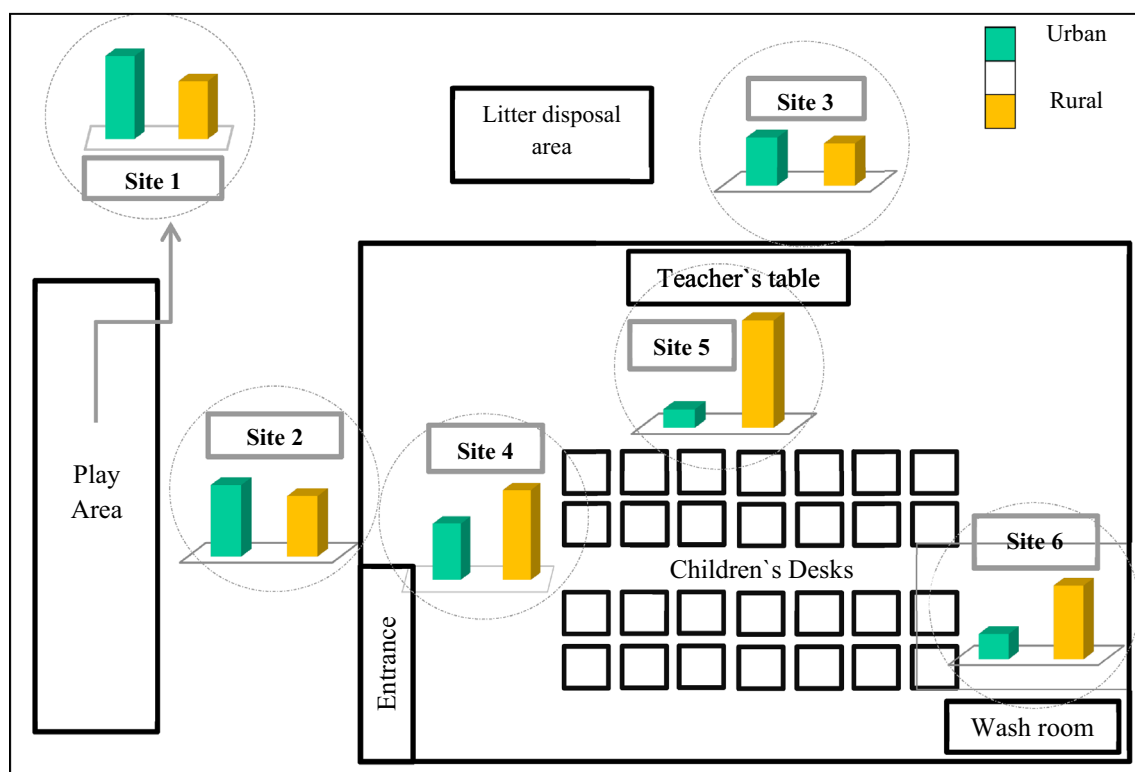 Urban
Rural
Site 1
Litter disposal
area
Site 3
Teacher`s table
Site 5
Play
Area
Site 2
Site 4
Site 6
Children`s Desks
Entrance
Wash room